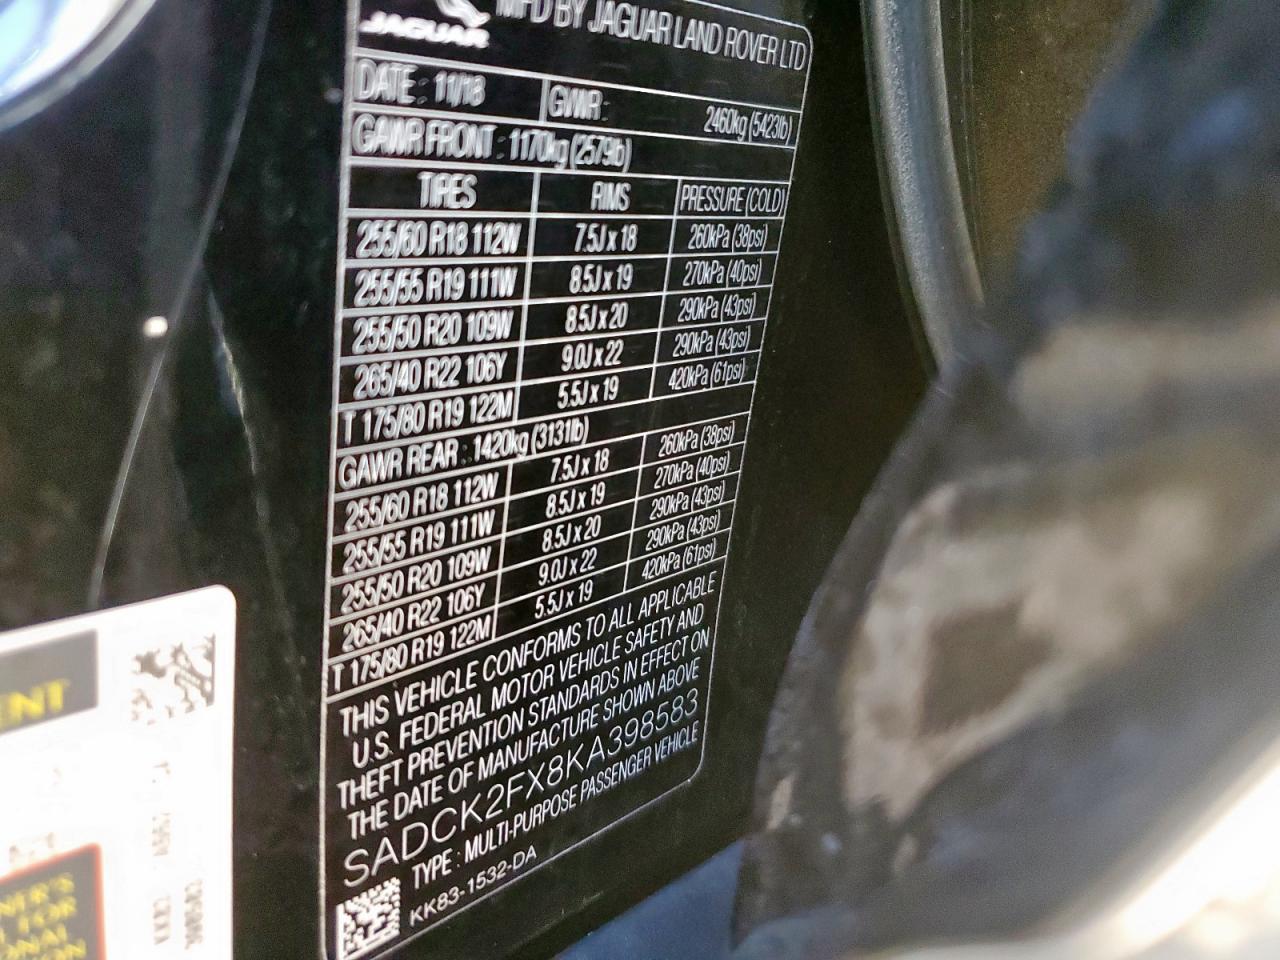 JAGUAR
MFD BY JAGUAR LAND ROVER LTD
DATE : 11/18 GVWR : 2460kg (5423lb)
GAWR FRONT : 1170kg (2579lb)
TIRES RIMS PRESSURE (COLD)
255/60 R18 112W 7.5J x 18 260kPa (38psi)
255/55 R19 111W 8.5J x 19 270kPa (40psi)
255/50 R20 109W 8.5J x 20 290kPa (43psi)
265/40 R22 106Y 9.0J x 22 290kPa (43psi)
T 175/80 R19 122M 5.5J x 19 420kPa (61psi)
GAWR REAR : 1420kg (3131lb)
255/60 R18 112W 7.5J x 18 260kPa (38psi)
255/55 R19 111W 8.5J x 19 270kPa (40psi)
255/50 R20 109W 8.5J x 20 290kPa (43psi)
265/40 R22 106Y 9.0J x 22 290kPa (43psi)
T 175/80 R19 122M 5.5J x 19 420kPa (61psi)
THIS VEHICLE CONFORMS TO ALL APPLICABLE
U.S. FEDERAL MOTOR VEHICLE SAFETY AND
THEFT PREVENTION STANDARDS IN EFFECT ON
THE DATE OF MANUFACTURE SHOWN ABOVE
SADCK2FX8KA398583
TYPE : MULTI-PURPOSE PASSENGER VEHICLE
KK83-1532-DA
ENT
NER'S
FOR
ONAL
ON